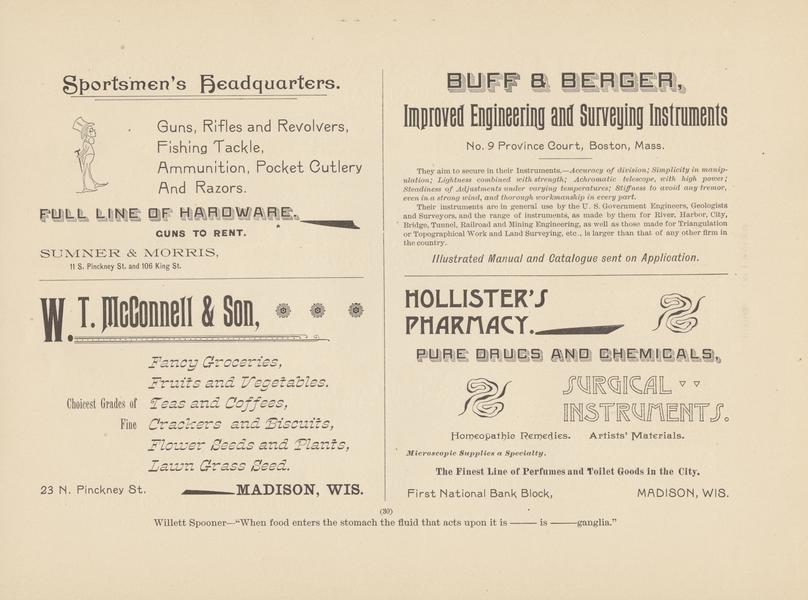 Sportsmen's Headquarters.
Guns, Rifles and Revolvers,
Fishing Tackle,
Ammunition, Pocket Cutlery
And Razors.
FULL LINE OF HARDWARE.
GUNS TO RENT.
SUMNER & MORRIS,
11 S. Pinckney St. and 106 King St.
W. T. McConnell & Son,
Fancy Groceries,
Fruits and Vegetables.
Choicest Grades of Teas and Coffees,
Fine Crackers and Biscuits,
Flower Seeds and Plants,
Lawn Grass Seed.
23 N. Pinckney St. MADISON, WIS.
BUFF & BERGER,
Improved Engineering and Surveying Instruments
No. 9 Province Court, Boston, Mass.
They aim to secure in their Instruments.—Accuracy of division; Simplicity in manip-
ulation; Lightness combined with strength; Achromatic telescope, with high power;
Steadiness of Adjustments under varying temperatures; Stiffness to avoid any tremor,
even in a strong wind, and thorough workmanship in every part.
Their instruments are in general use by the U. S. Government Engineers, Geologists
and Surveyors, and the range of instruments, as made by them for River, Harbor, City,
Bridge, Tunnel, Railroad and Mining Engineering, as well as those made for Triangulation
or Topographical Work and Land Surveying, etc., is larger than that of any other firm in
the country.
Illustrated Manual and Catalogue sent on Application.
HOLLISTER'S
PHARMACY.
PURE DRUGS AND CHEMICALS,
SURGICAL
INSTRUMENTS.
Homeopathic Remedies. Artists' Materials.
Microscopic Supplies a Specialty.
The Finest Line of Perfumes and Toilet Goods in the City.
First National Bank Block, MADISON, WIS.
(30)
Willett Spooner—"When food enters the stomach the fluid that acts upon it is —— is ——ganglia."